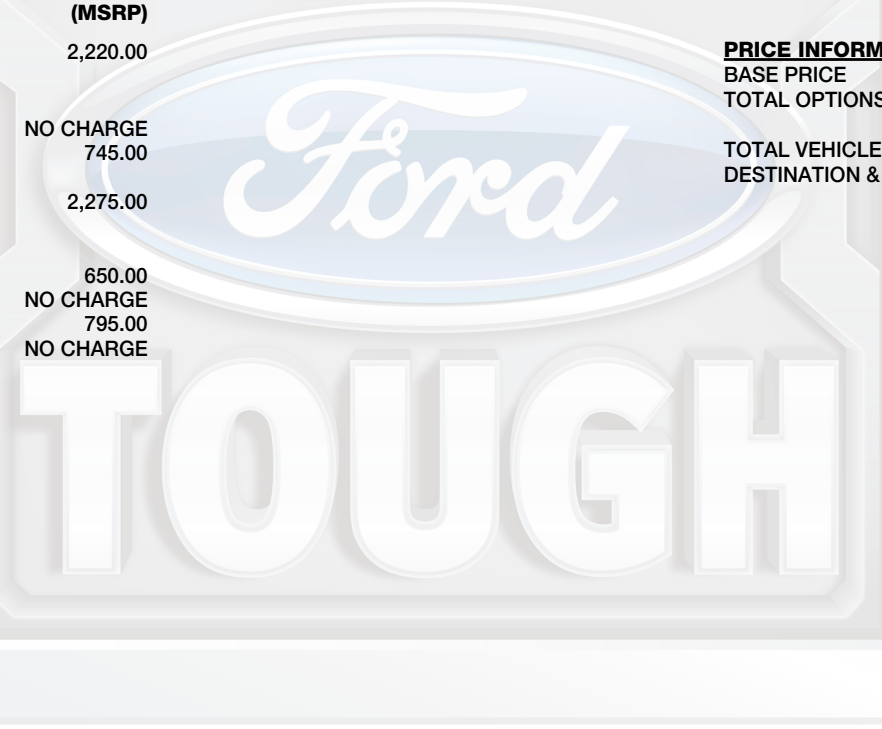 (MSRP)
2,220.00
NO CHARGE
745.00
2,275.00
650.00
NO CHARGE
795.00
NO CHARGE
PRICE INFORM
BASE PRICE
TOTAL OPTIONS
TOTAL VEHICLE
DESTINATION &
Ford
TOUGH